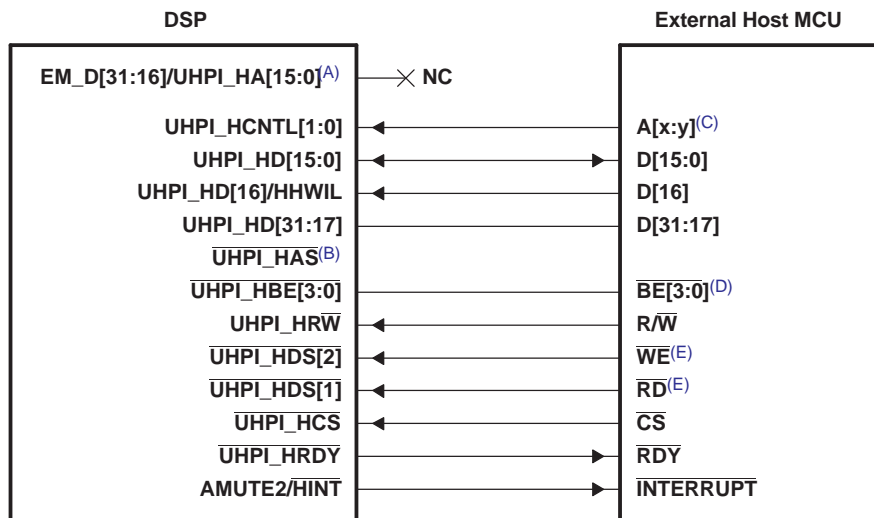 DSP External Host MCU
EM_D[31:16]/UHPI_HA[15:0](A) NC
UHPI_HCNTL[1:0] A[x:y](C)
UHPI_HD[15:0] D[15:0]
UHPI_HD[16]/HHWIL D[16]
UHPI_HD[31:17] D[31:17]
UHPI_HAS(B)
UHPI_HBE[3:0] BE[3:0](D)
UHPI_HRW R/W
UHPI_HDS[2] WE(E)
UHPI_HDS[1] RD(E)
UHPI_HCS CS
UHPI_HRDY RDY
AMUTE2/HINT INTERRUPT